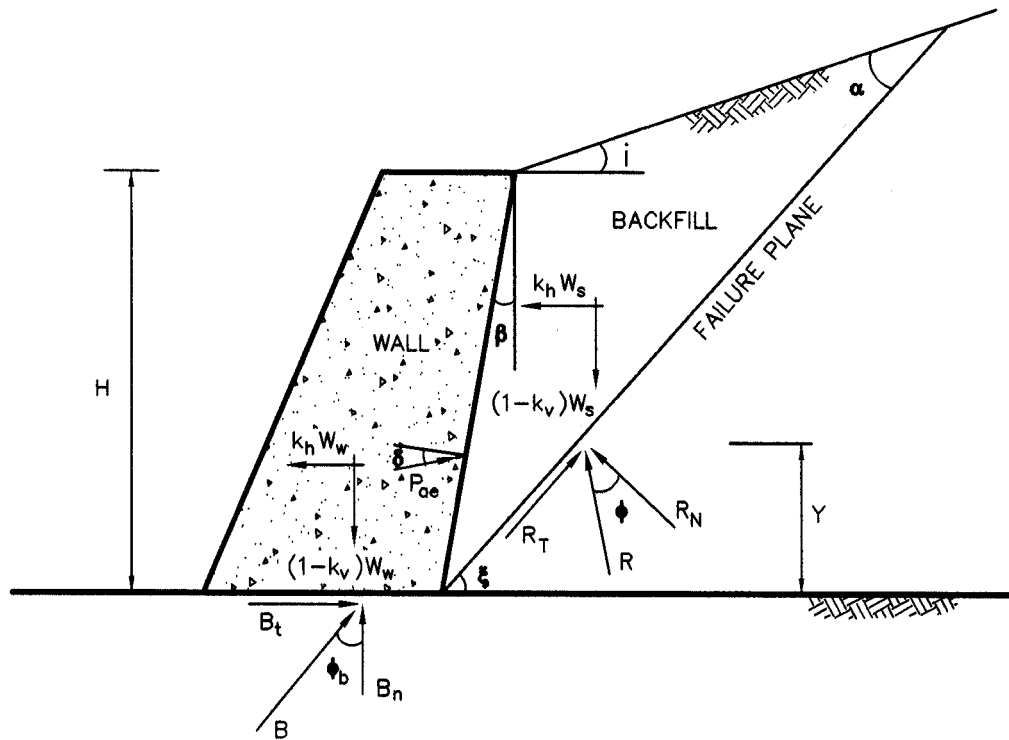 α
i
BACKFILL
FAILURE PLANE
k_h W_s
β
WALL
H
(1-k_v)W_s
k_h W_w
δ
P_ae
Y
R_N
ϕ
R_T
R
(1-k_v)W_w
ξ
B_t
ϕ_b
B_n
B